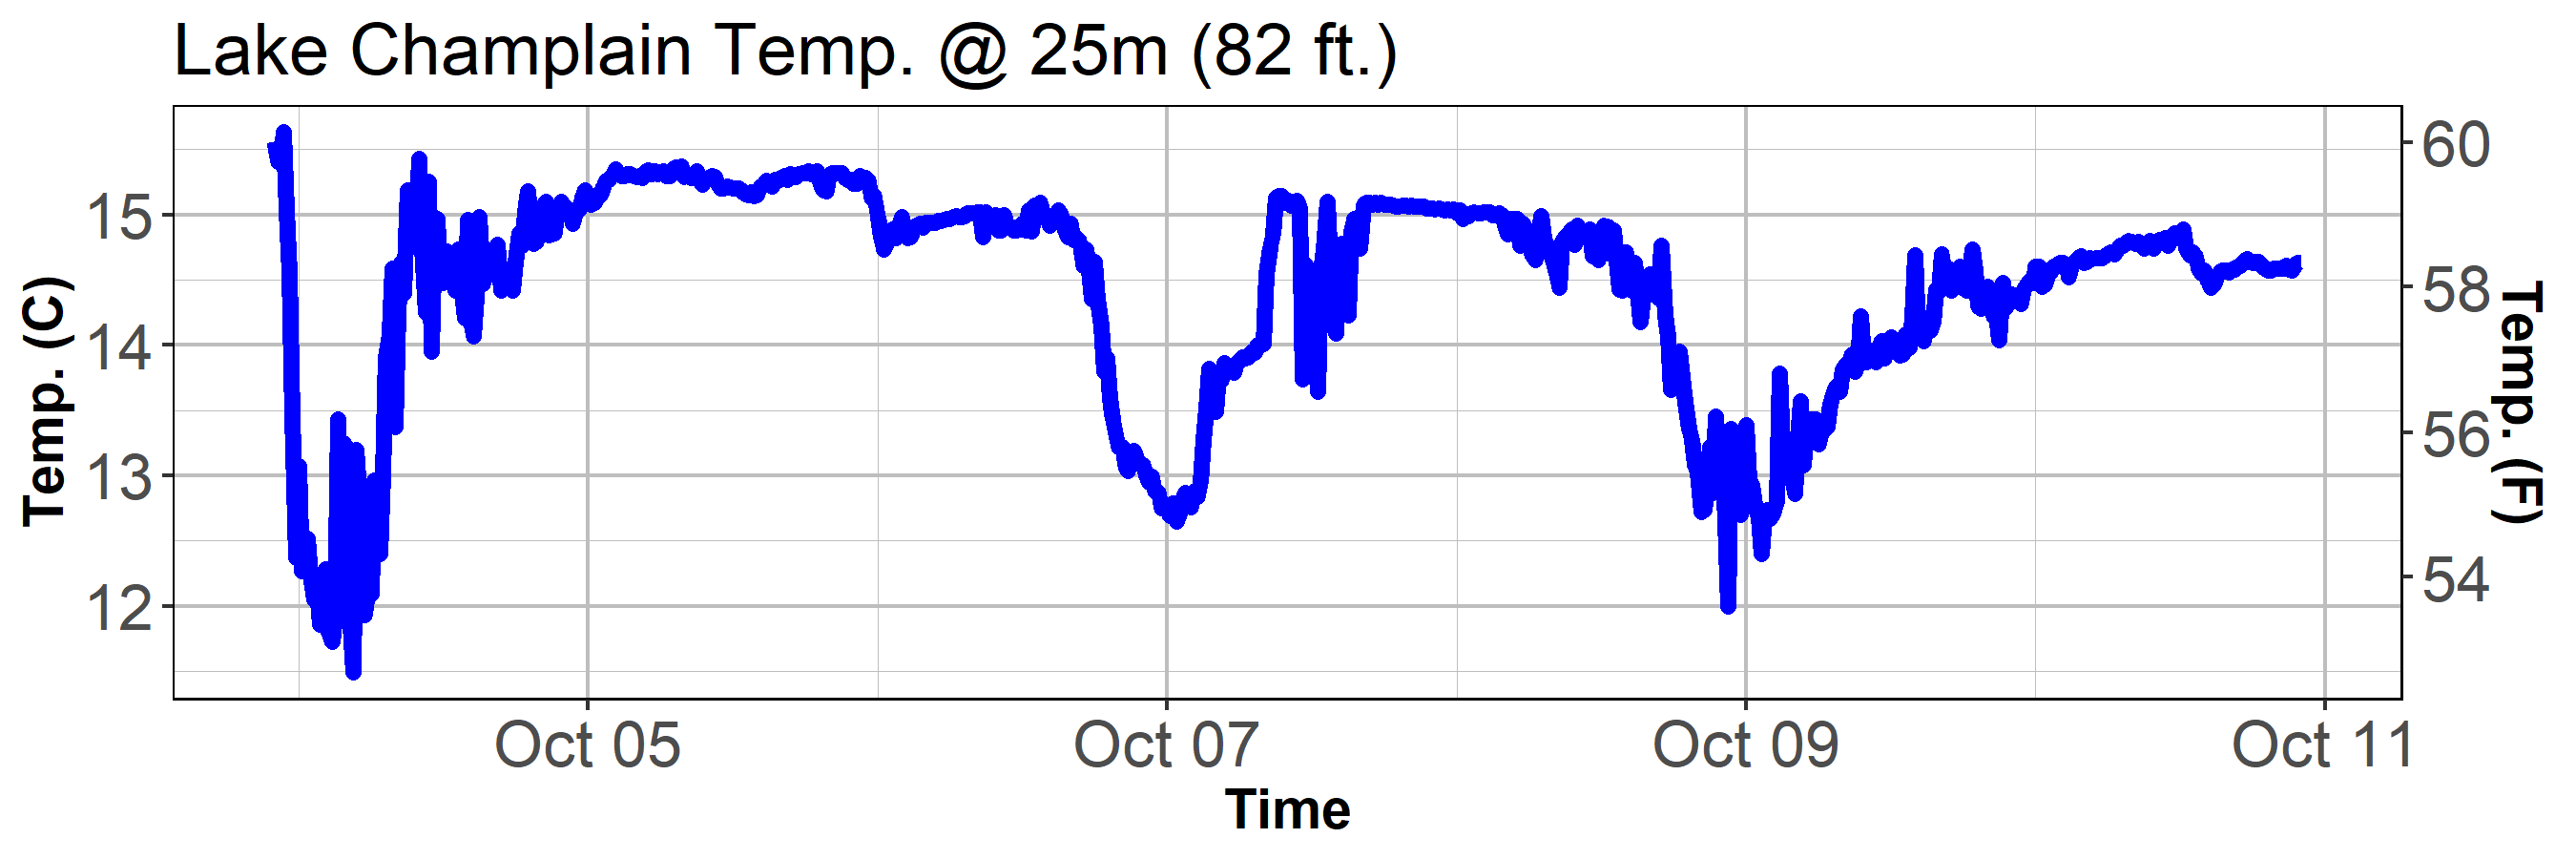 Lake Champlain Temp. @ 25m (82 ft.)
Temp. (C)
15
14
13
12
60
58
56
54
Temp. (F)
Oct 05
Oct 07
Oct 09
Oct 11
Time